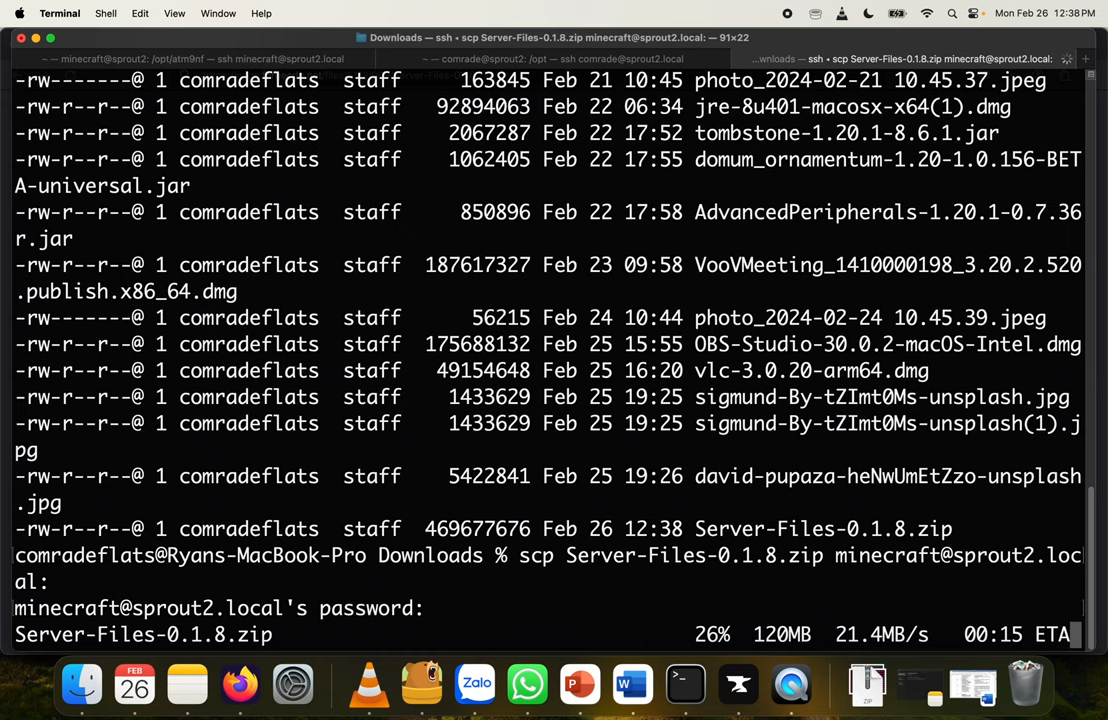 Terminal Shell Edit View Window Help Mon Feb 26 12:38 PM
Downloads — ssh ‹ scp Server-Files-0.1.8.zip minecraft@sprout2.local: — 91×22
~ — minecraft@sprout2: /opt/atm9nf — ssh minecraft@sprout2.local
~ — comrade@sprout2: /opt — ssh comrade@sprout2.local
...wnloads — ssh ‹ scp Server-Files-0.1.8.zip minecraft@sprout2.local:
-rw-------@ 1 comradeflats staff 163845 Feb 21 10:45 photo_2024-02-21 10.45.37.jpeg
-rw-r--r--@ 1 comradeflats staff 92894063 Feb 22 06:34 jre-8u401-macosx-x64(1).dmg
-rw-r--r--@ 1 comradeflats staff 2067287 Feb 22 17:52 tombstone-1.20.1-8.6.1.jar
-rw-r--r--@ 1 comradeflats staff 1062405 Feb 22 17:55 domum_ornamentum-1.20-1.0.156-BET
A-universal.jar
-rw-r--r--@ 1 comradeflats staff 850896 Feb 22 17:58 AdvancedPeripherals-1.20.1-0.7.36
r.jar
-rw-r--r--@ 1 comradeflats staff 187617327 Feb 23 09:58 VooVMeeting_1410000198_3.20.2.520
.publish.x86_64.dmg
-rw-------@ 1 comradeflats staff 56215 Feb 24 10:44 photo_2024-02-24 10.45.39.jpeg
-rw-r--r--@ 1 comradeflats staff 175688132 Feb 25 15:55 OBS-Studio-30.0.2-macOS-Intel.dmg
-rw-r--r--@ 1 comradeflats staff 49154648 Feb 25 16:20 vlc-3.0.20-arm64.dmg
-rw-r--r--@ 1 comradeflats staff 1433629 Feb 25 19:25 sigmund-By-tZImt0Ms-unsplash.jpg
-rw-r--r--@ 1 comradeflats staff 1433629 Feb 25 19:25 sigmund-By-tZImt0Ms-unsplash(1).j
pg
-rw-r--r--@ 1 comradeflats staff 5422841 Feb 25 19:26 david-pupaza-heNwUmEtZzo-unsplash
.jpg
-rw-r--r--@ 1 comradeflats staff 469677676 Feb 26 12:38 Server-Files-0.1.8.zip
comradeflats@Ryans-MacBook-Pro Downloads % scp Server-Files-0.1.8.zip minecraft@sprout2.loc
al:
minecraft@sprout2.local's password:
Server-Files-0.1.8.zip 26% 120MB 21.4MB/s 00:15 ETA
FEB
26
Zalo
P
W
>_
ZIP